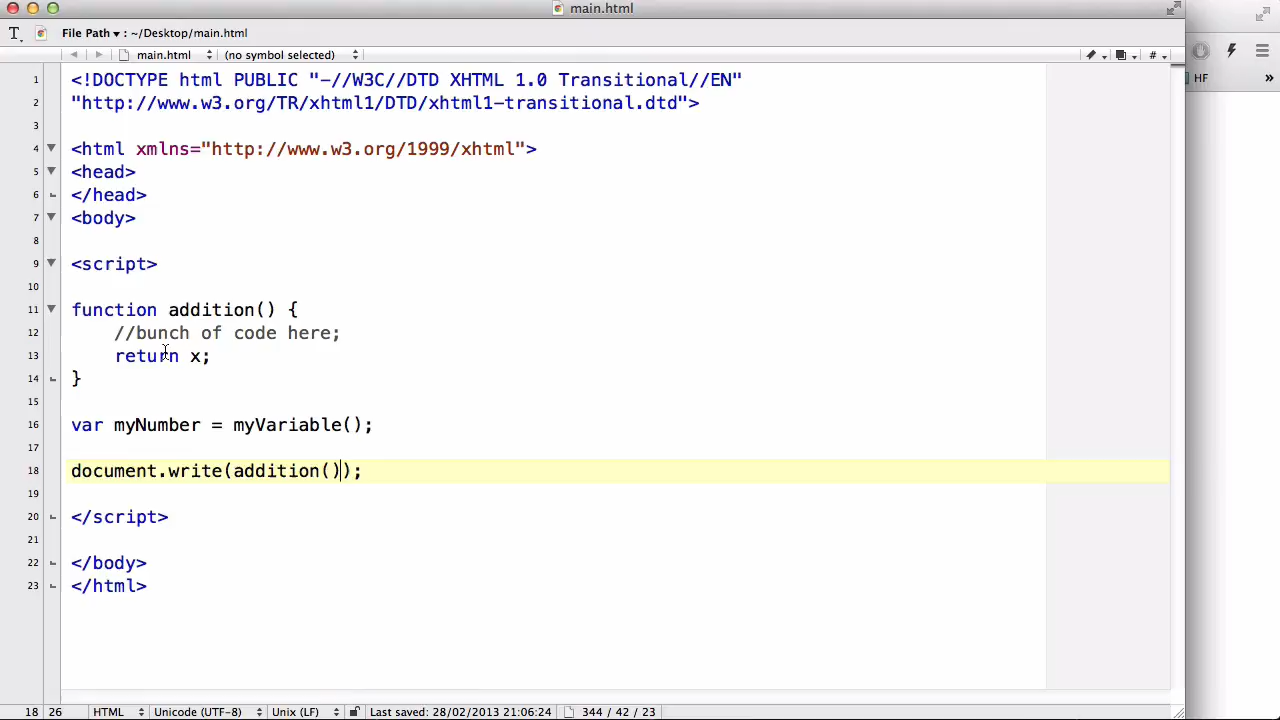 main.html
File Path ▾ : ~/Desktop/main.html
main.html (no symbol selected) #
HF »
1 <!DOCTYPE html PUBLIC "-//W3C//DTD XHTML 1.0 Transitional//EN"
2 "http://www.w3.org/TR/xhtml1/DTD/xhtml1-transitional.dtd">
3
4 <html xmlns="http://www.w3.org/1999/xhtml">
5 <head>
6 </head>
7 <body>
8
9 <script>
10
11 function addition() {
12 //bunch of code here;
13 return x;
14 }
15
16 var myNumber = myVariable();
17
18 document.write(addition());
19
20 </script>
21
22 </body>
23 </html>
18 26 HTML Unicode (UTF-8) Unix (LF) Last saved: 28/02/2013 21:06:24 344 / 42 / 23